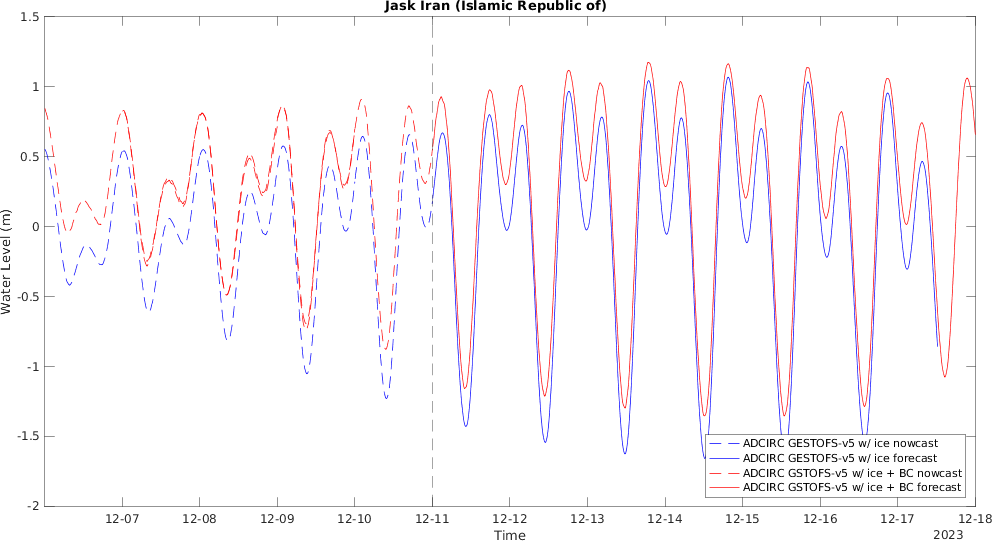 Jask Iran (Islamic Republic of)
1.5
1
0.5
0
-0.5
-1
-1.5
-2
Water Level (m)
ADCIRC GESTOFS-v5 w/ ice nowcast
ADCIRC GESTOFS-v5 w/ ice forecast
ADCIRC GSTOFS-v5 w/ ice + BC nowcast
ADCIRC GSTOFS-v5 w/ ice + BC forecast
12-07 12-08 12-09 12-10 12-11 12-12 12-13 12-14 12-15 12-16 12-17 12-18
Time
2023